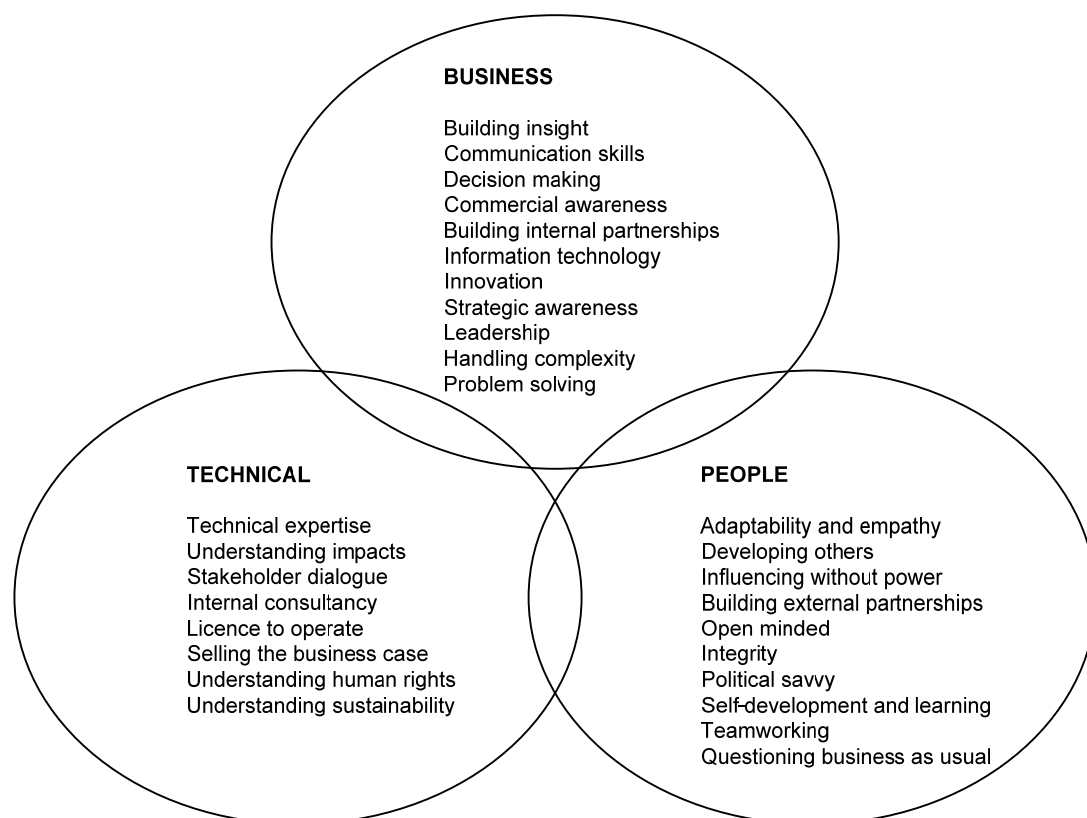 BUSINESS
Building insight
Communication skills
Decision making
Commercial awareness
Building internal partnerships
Information technology
Innovation
Strategic awareness
Leadership
Handling complexity
Problem solving
TECHNICAL
Technical expertise
Understanding impacts
Stakeholder dialogue
Internal consultancy
Licence to operate
Selling the business case
Understanding human rights
Understanding sustainability
PEOPLE
Adaptability and empathy
Developing others
Influencing without power
Building external partnerships
Open minded
Integrity
Political savvy
Self-development and learning
Teamworking
Questioning business as usual